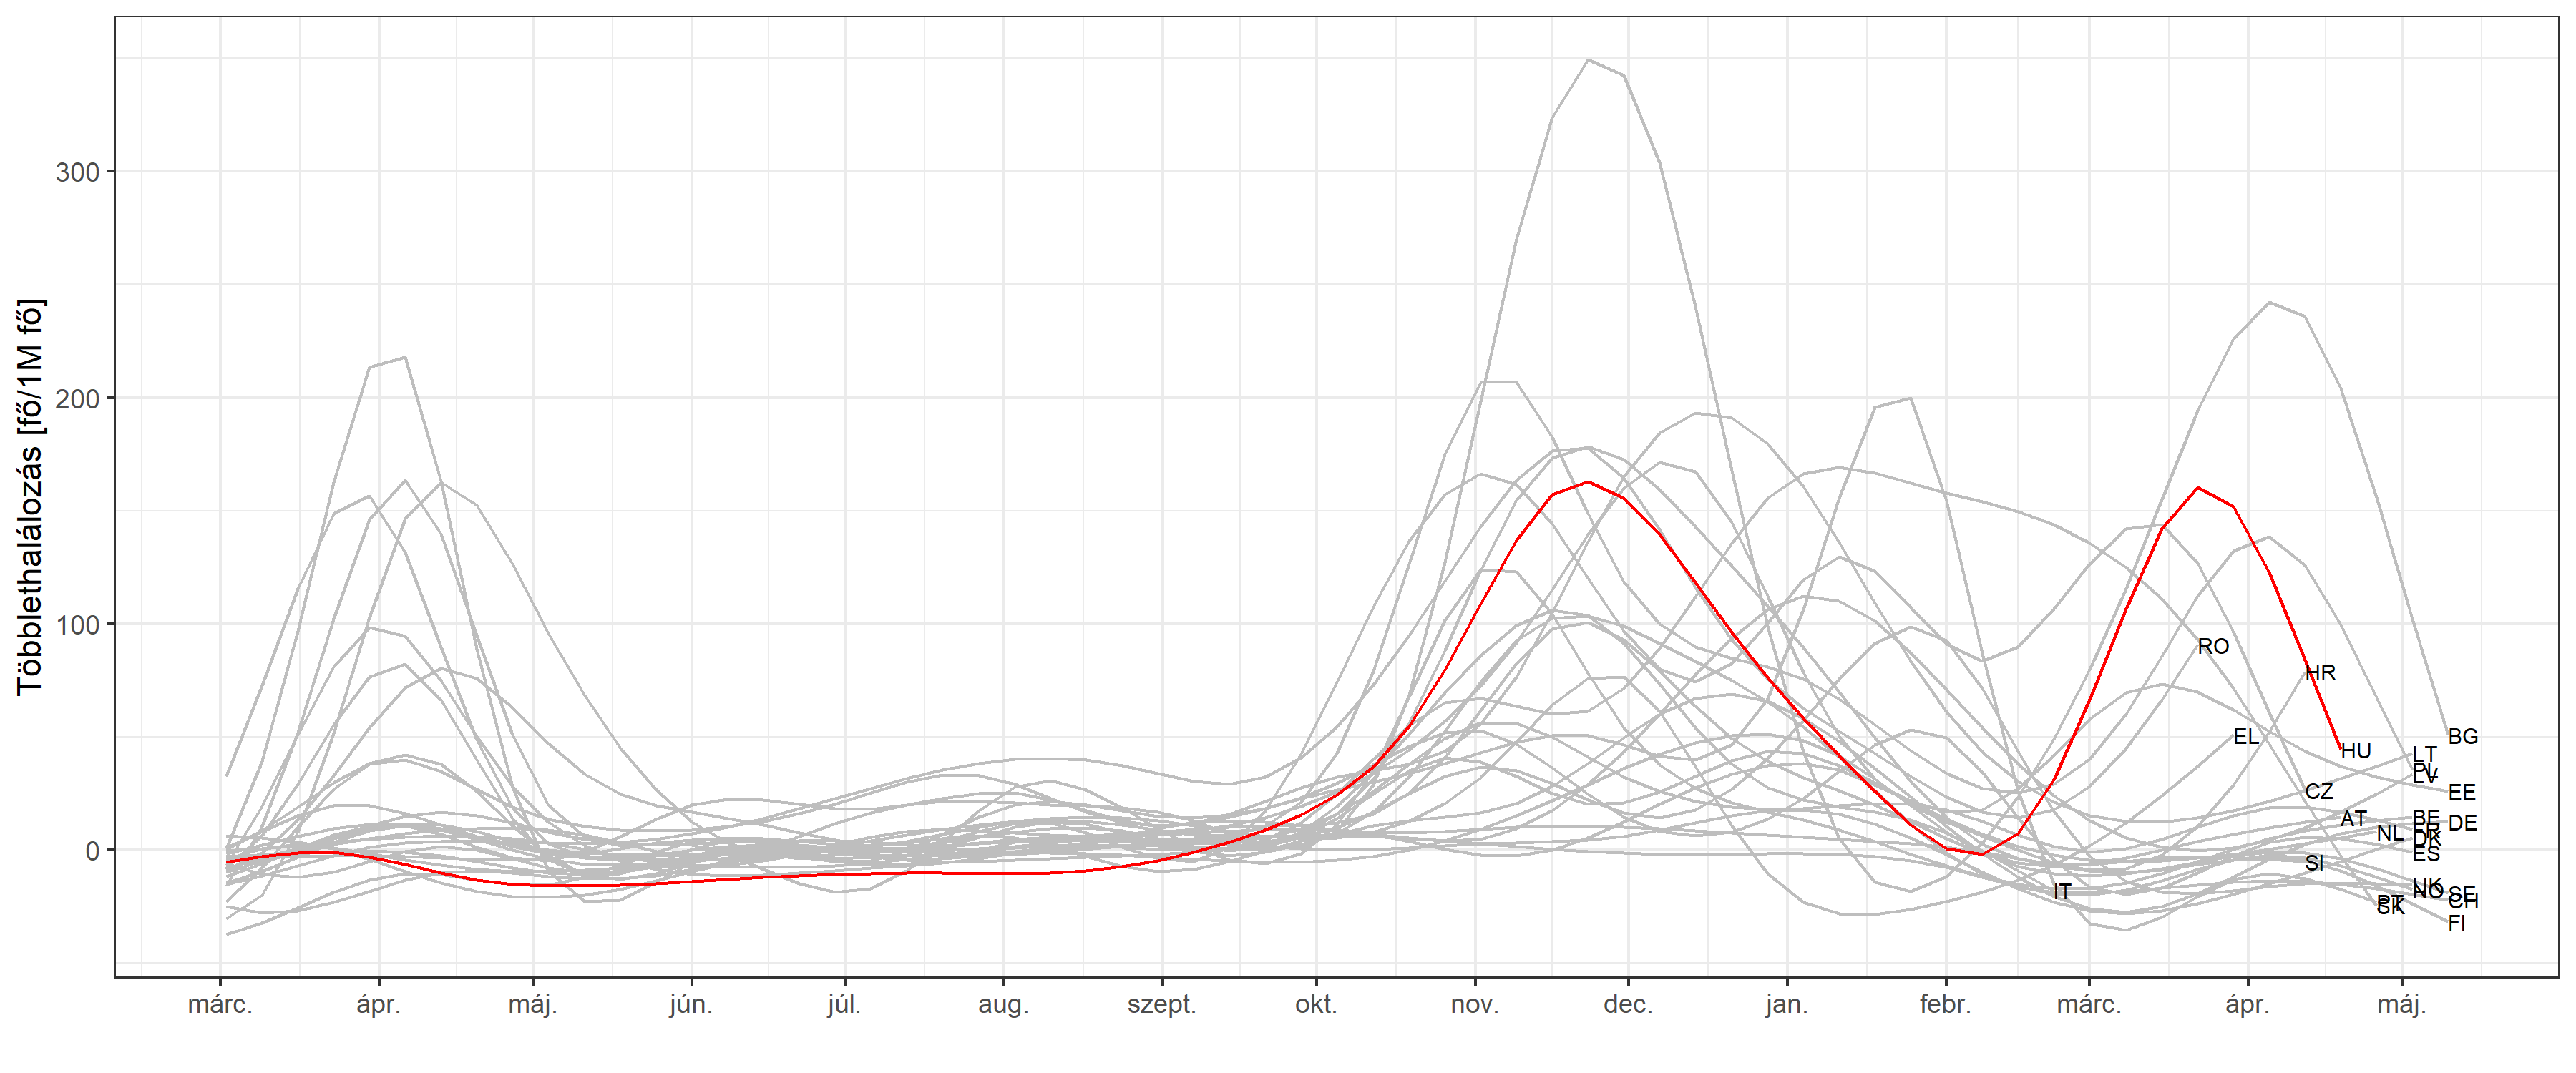 Többlethalálozás [fő/1M fő]
300
200
100
0
RO
HR
EL
HU
BG
LT
LV
CZ
EE
AT
BE
DE
NL
ES
SI
IT
UK
NO
SE
CH
PT
SK
FI
márc.
ápr.
máj.
jún.
júl.
aug.
szept.
okt.
nov.
dec.
jan.
febr.
márc.
ápr.
máj.